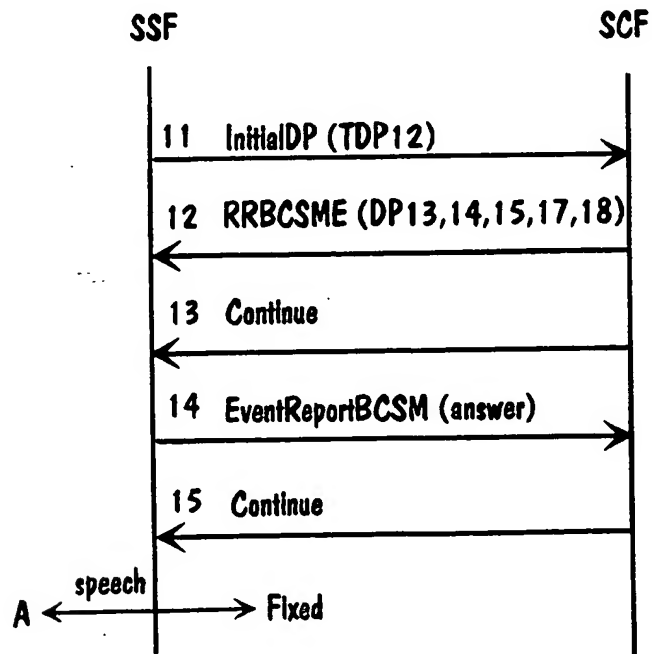 SSF SCF
11 InitialDP (TDP12)
12 RRBCSME (DP13,14,15,17,18)
13 Continue
14 EventReportBCSM (answer)
15 Continue
speech
A Fixed